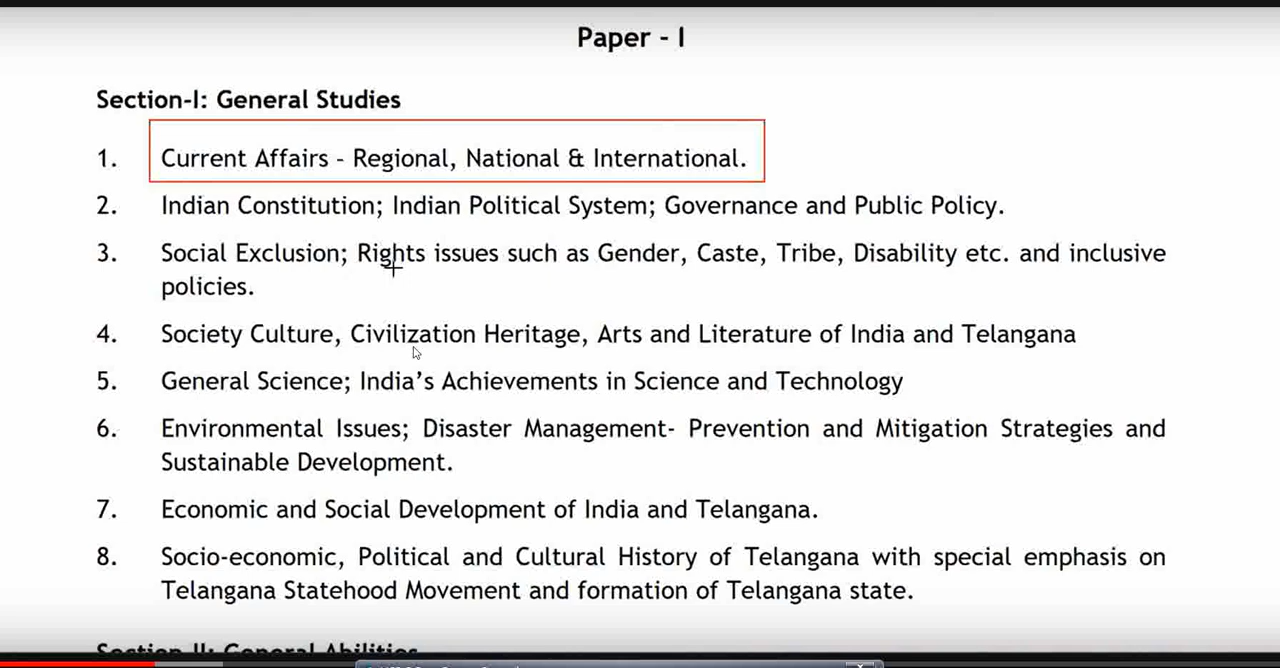 Paper - I
Section-I: General Studies
1. Current Affairs - Regional, National & International.
2. Indian Constitution; Indian Political System; Governance and Public Policy.
3. Social Exclusion; Rights issues such as Gender, Caste, Tribe, Disability etc. and inclusive
policies.
4. Society Culture, Civilization Heritage, Arts and Literature of India and Telangana
5. General Science; India's Achievements in Science and Technology
6. Environmental Issues; Disaster Management- Prevention and Mitigation Strategies and
Sustainable Development.
7. Economic and Social Development of India and Telangana.
8. Socio-economic, Political and Cultural History of Telangana with special emphasis on
Telangana Statehood Movement and formation of Telangana state.
Section-II: General Abilities